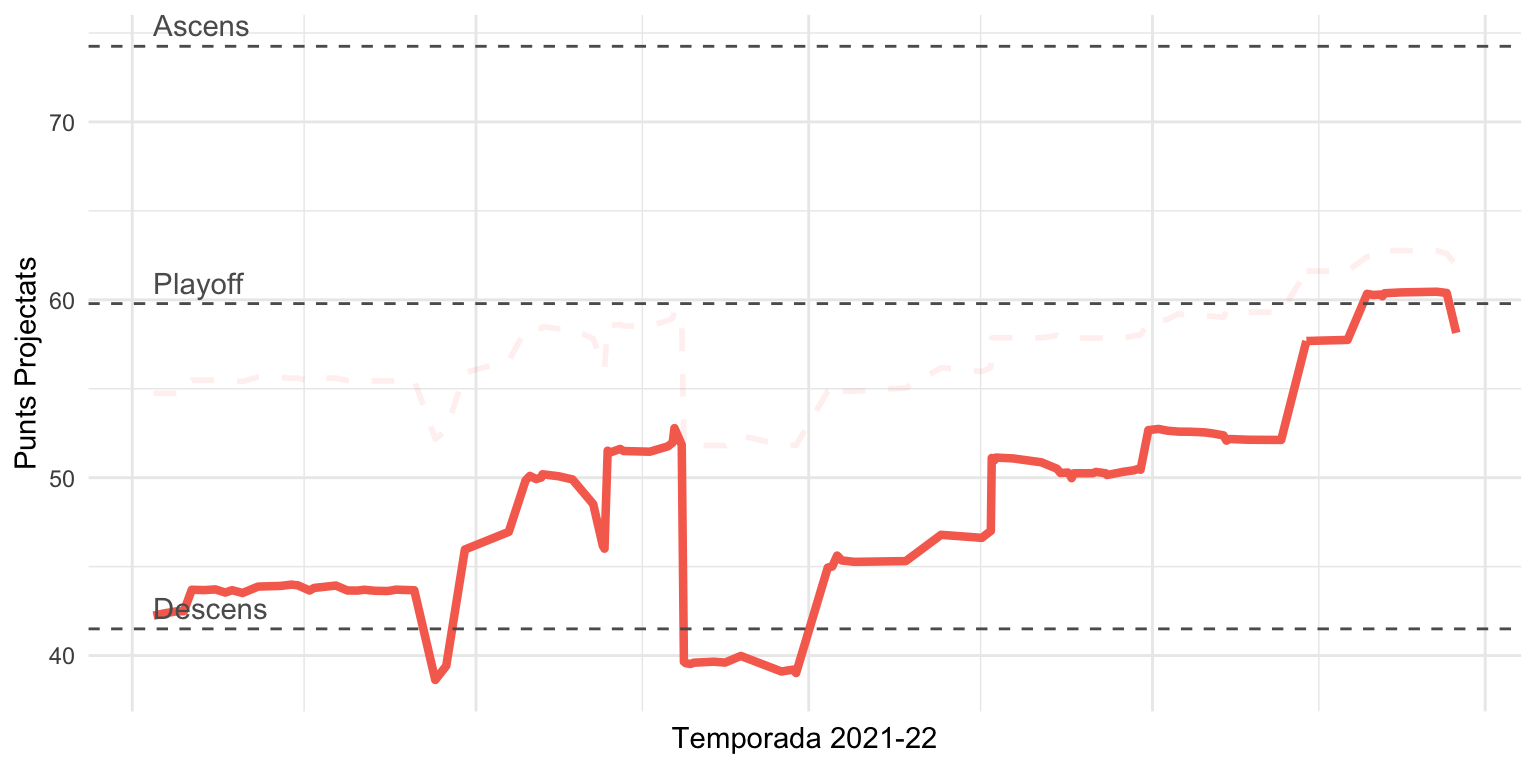 Ascens
70
Playoff
60
50
Descens
40
Punts Projectats
Temporada 2021-22